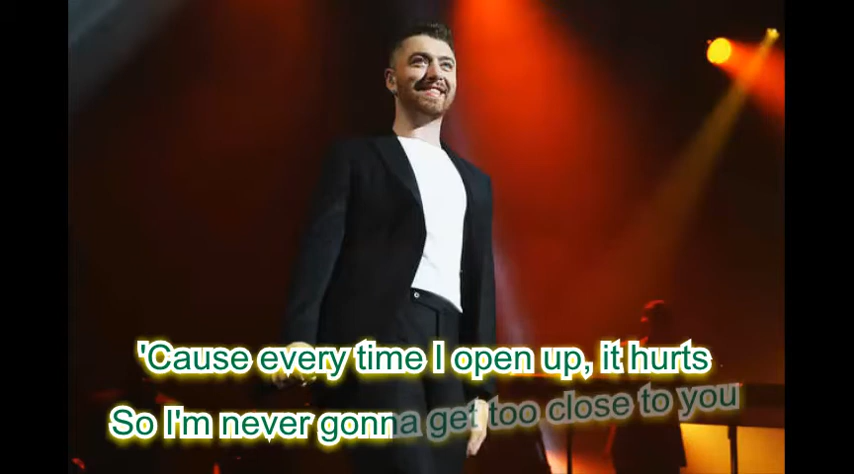 'Cause every time I open up, it hurts
So I'm never gonna get too close to you